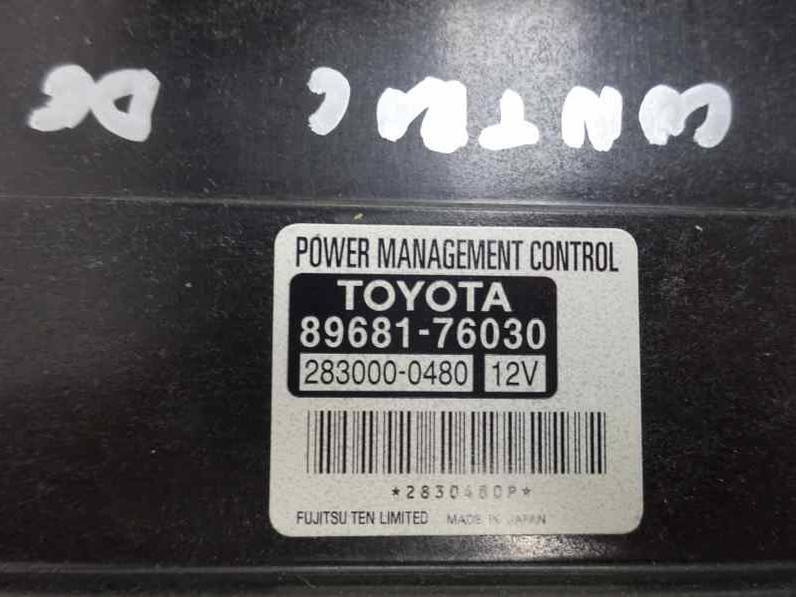 POWER MANAGEMENT CONTROL
TOYOTA
89681-76030
283000-0480 12V
*2830480P*
FUJITSU TEN LIMITED MADE IN JAPAN